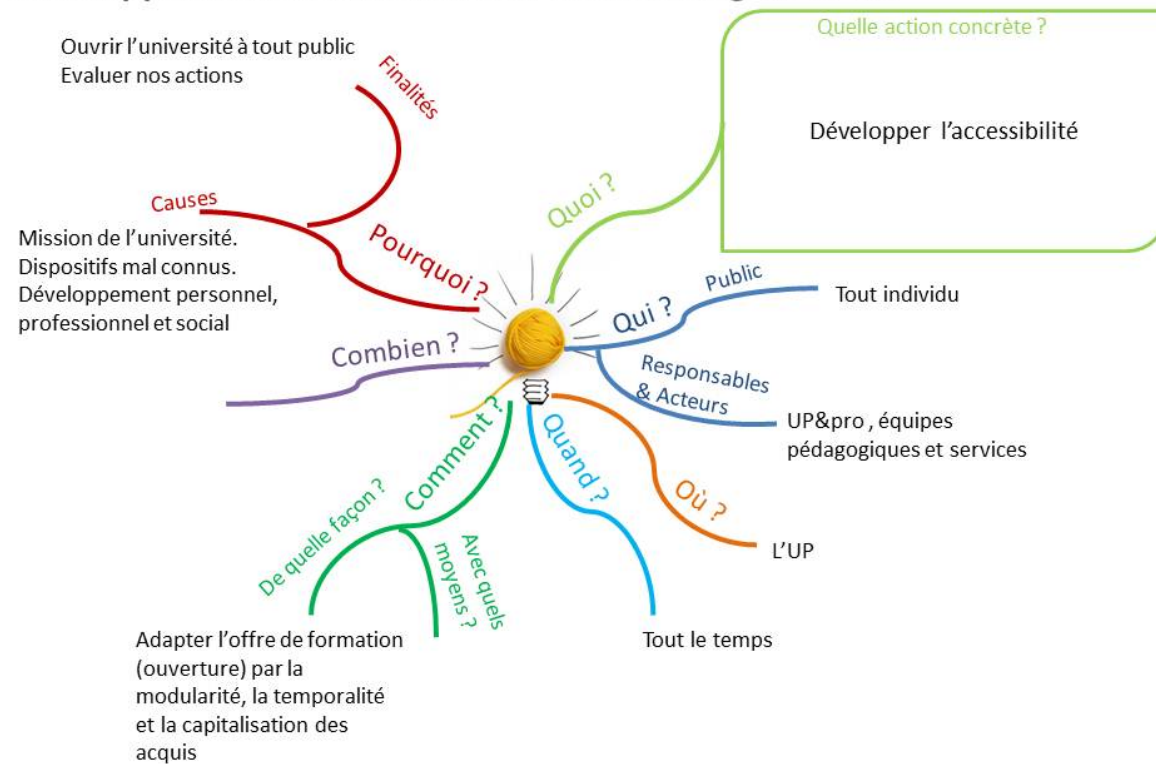 Quelle action concrète ?
Développer l'accessibilité
Quoi ?
Ouvrir l'université à tout public
Evaluer nos actions
Finalités
Causes
Mission de l'université.
Dispositifs mal connus.
Développement personnel,
professionnel et social
Pourquoi ?
Combien ?
Qui ?
Public
Tout individu
Responsables
& Acteurs
UP&pro , équipes
pédagogiques et services
Où ?
L'UP
Quand ?
Tout le temps
Comment ?
De quelle façon ?
Avec quels
moyens ?
Adapter l'offre de formation
(ouverture) par la
modularité, la temporalité
et la capitalisation des
acquis